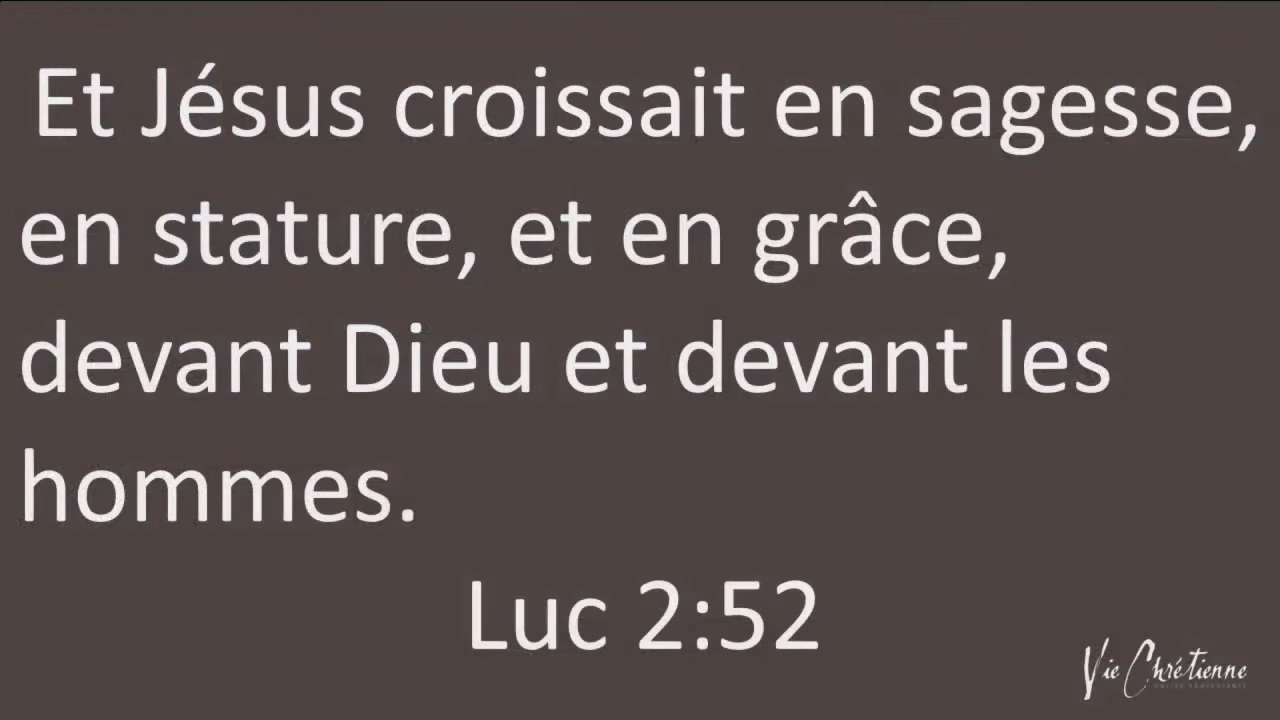 Et Jésus croissait en sagesse,
en stature, et en grâce,
devant Dieu et devant les
hommes.
Luc 2:52
Vie Chrétienne